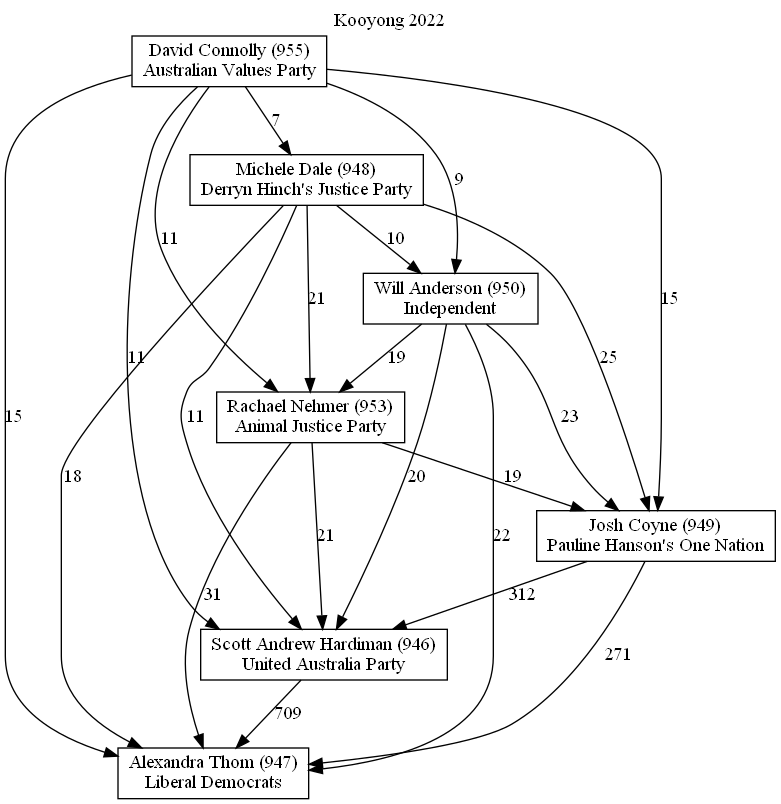 Kooyong 2022
David Connolly (955)
Australian Values Party
7
Michele Dale (948)
Derryn Hinch's Justice Party
9
11
10
Will Anderson (950)
Independent
21
15
11
19
25
Rachael Nehmer (953)
Animal Justice Party
15
11
23
18
20
19
Josh Coyne (949)
Pauline Hanson's One Nation
21
22
31
312
Scott Andrew Hardiman (946)
United Australia Party
271
709
Alexandra Thom (947)
Liberal Democrats